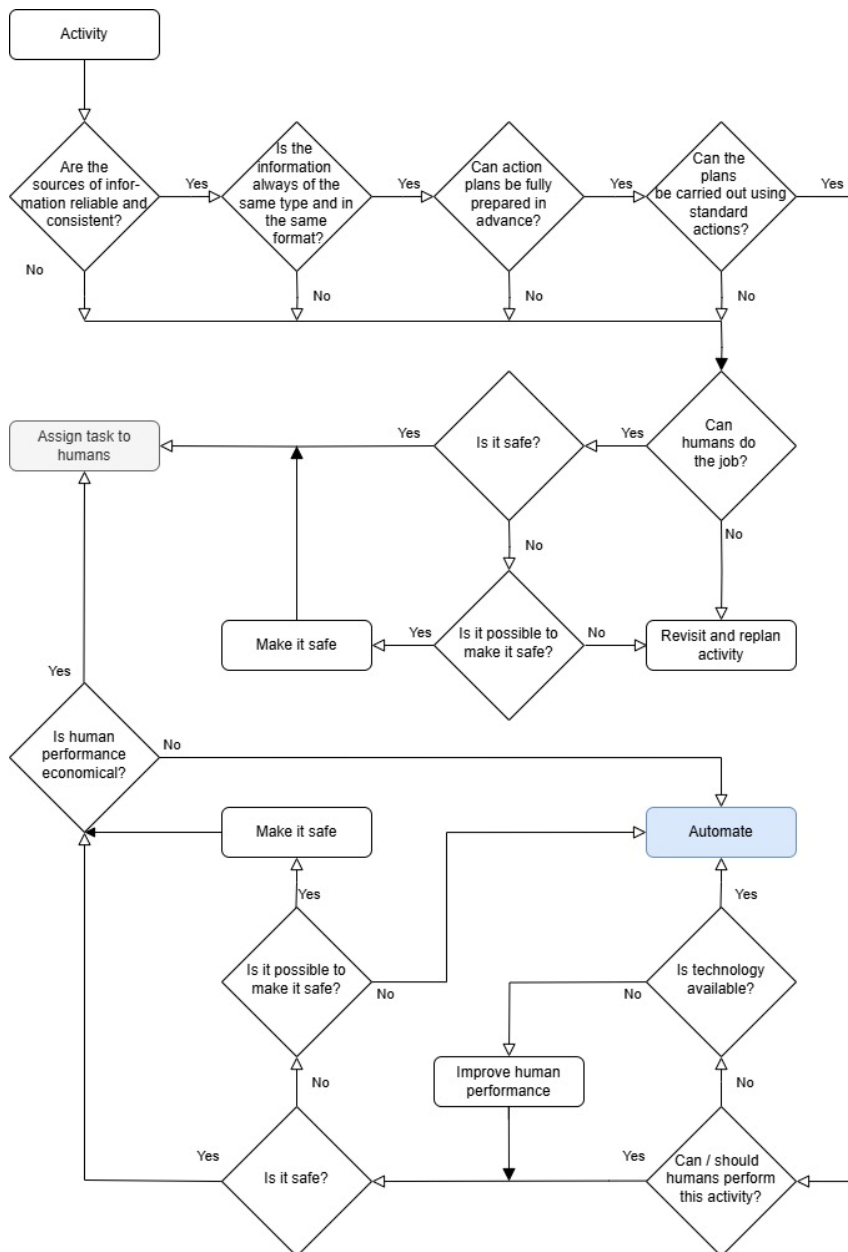 Activity
Are the
sources of infor-
mation reliable and
consistent?
Yes
No
Is the
information
always of the
same type and in
the same
format?
Yes
No
Can action
plans be fully
prepared in
advance?
Yes
No
Can the
plans
be carried out using
standard
actions?
Yes
No
Can
humans do
the job?
Yes
No
Is it safe?
Yes
No
Assign task to
humans
Is it possible to
make it safe?
Yes
No
Make it safe
Revisit and replan
activity
Is human
performance
economical?
Yes
No
Make it safe
Automate
Yes
Is it possible to
make it safe?
No
Yes
Is technology
available?
No
Improve human
performance
No
No
Is it safe?
Yes
Can / should
humans perform
this activity?
Yes